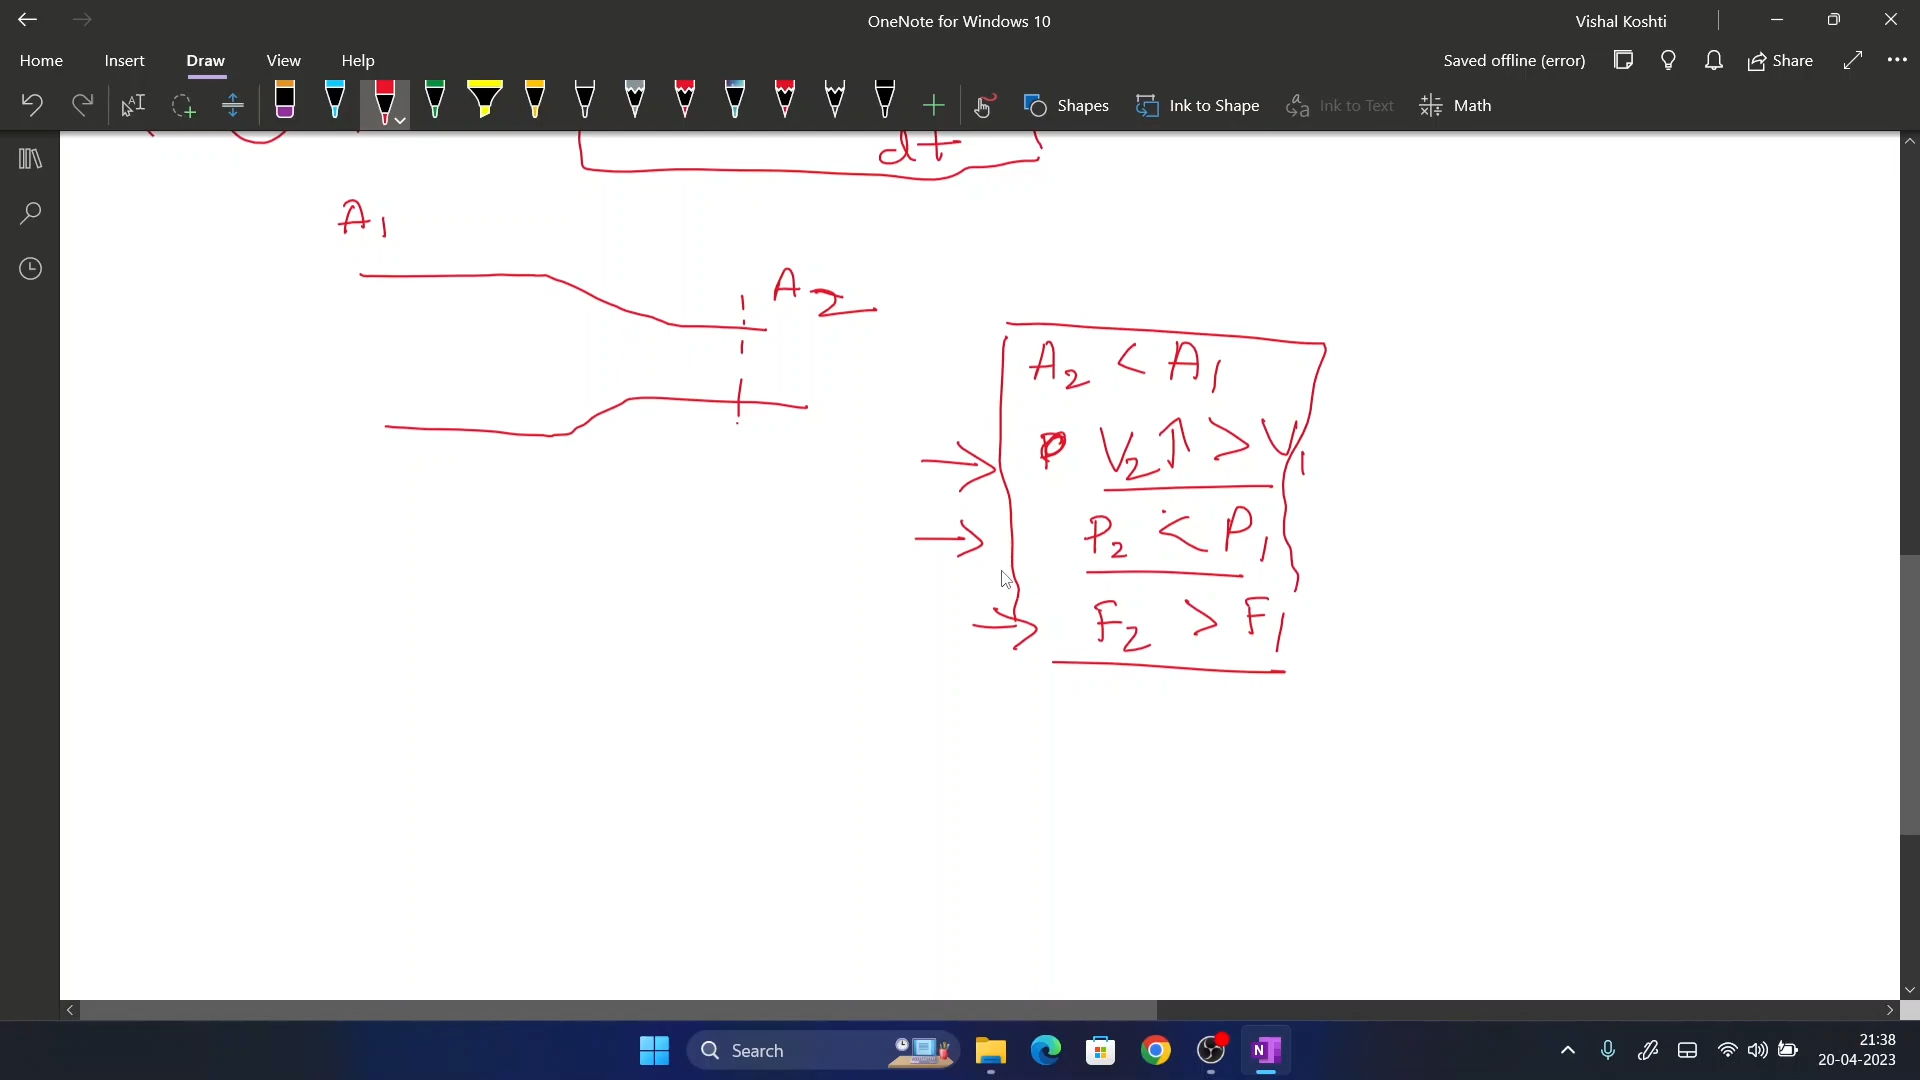 OneNote for Windows 10
Vishal Koshti
Home Insert Draw View Help
Saved offline (error)
Share
Shapes
Ink to Shape
Ink to Text
Math
dt
A1
A2
A2 < A1
V2 ↑ > V1
P2 < P1
F2 > F1
Search
21:38
20-04-2023